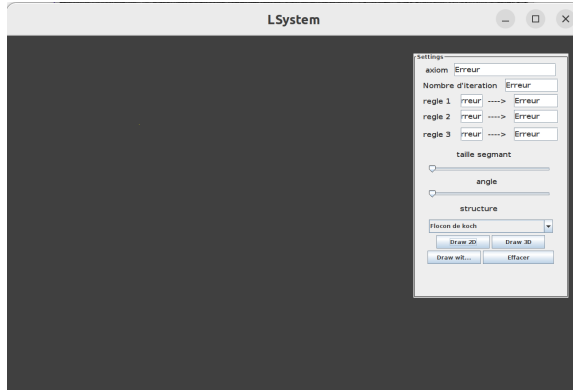 LSystem
Settings
axiom Erreur
Nombre d'iteration Erreur
regle 1 rreur ----> Erreur
regle 2 rreur ----> Erreur
regle 3 rreur ----> Erreur
taille segmant
angle
structure
Flocon de koch
Draw 2D Draw 3D
Draw wit... Effacer